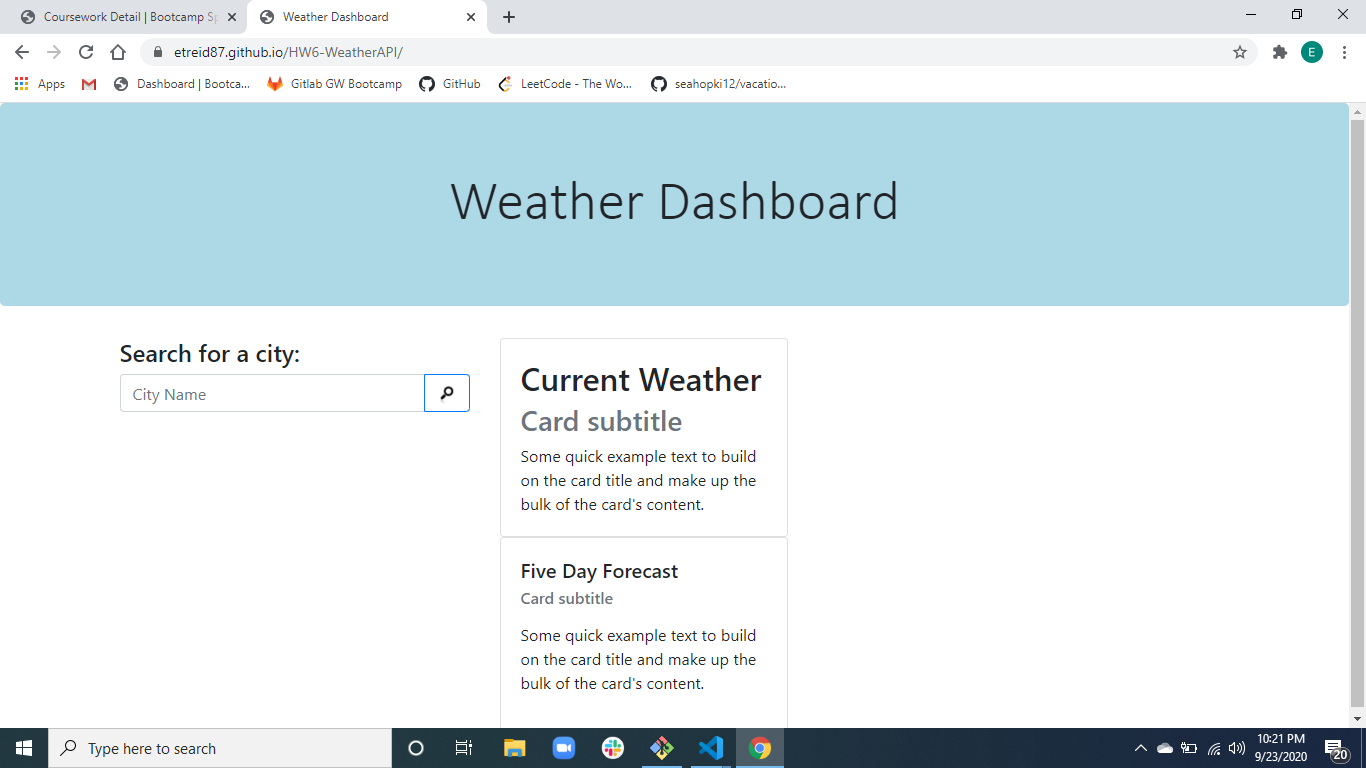 Coursework Detail | Bootcamp Sp
Weather Dashboard
etreid87.github.io/HW6-WeatherAPI/
E
Apps
Dashboard | Bootca...
Gitlab GW Bootcamp
GitHub
LeetCode - The Wo...
seahopki12/vacatio...
Weather Dashboard
Search for a city:
City Name
Current Weather
Card subtitle
Some quick example text to build
on the card title and make up the
bulk of the card's content.
Five Day Forecast
Card subtitle
Some quick example text to build
on the card title and make up the
bulk of the card's content.
Type here to search
10:21 PM
9/23/2020
20